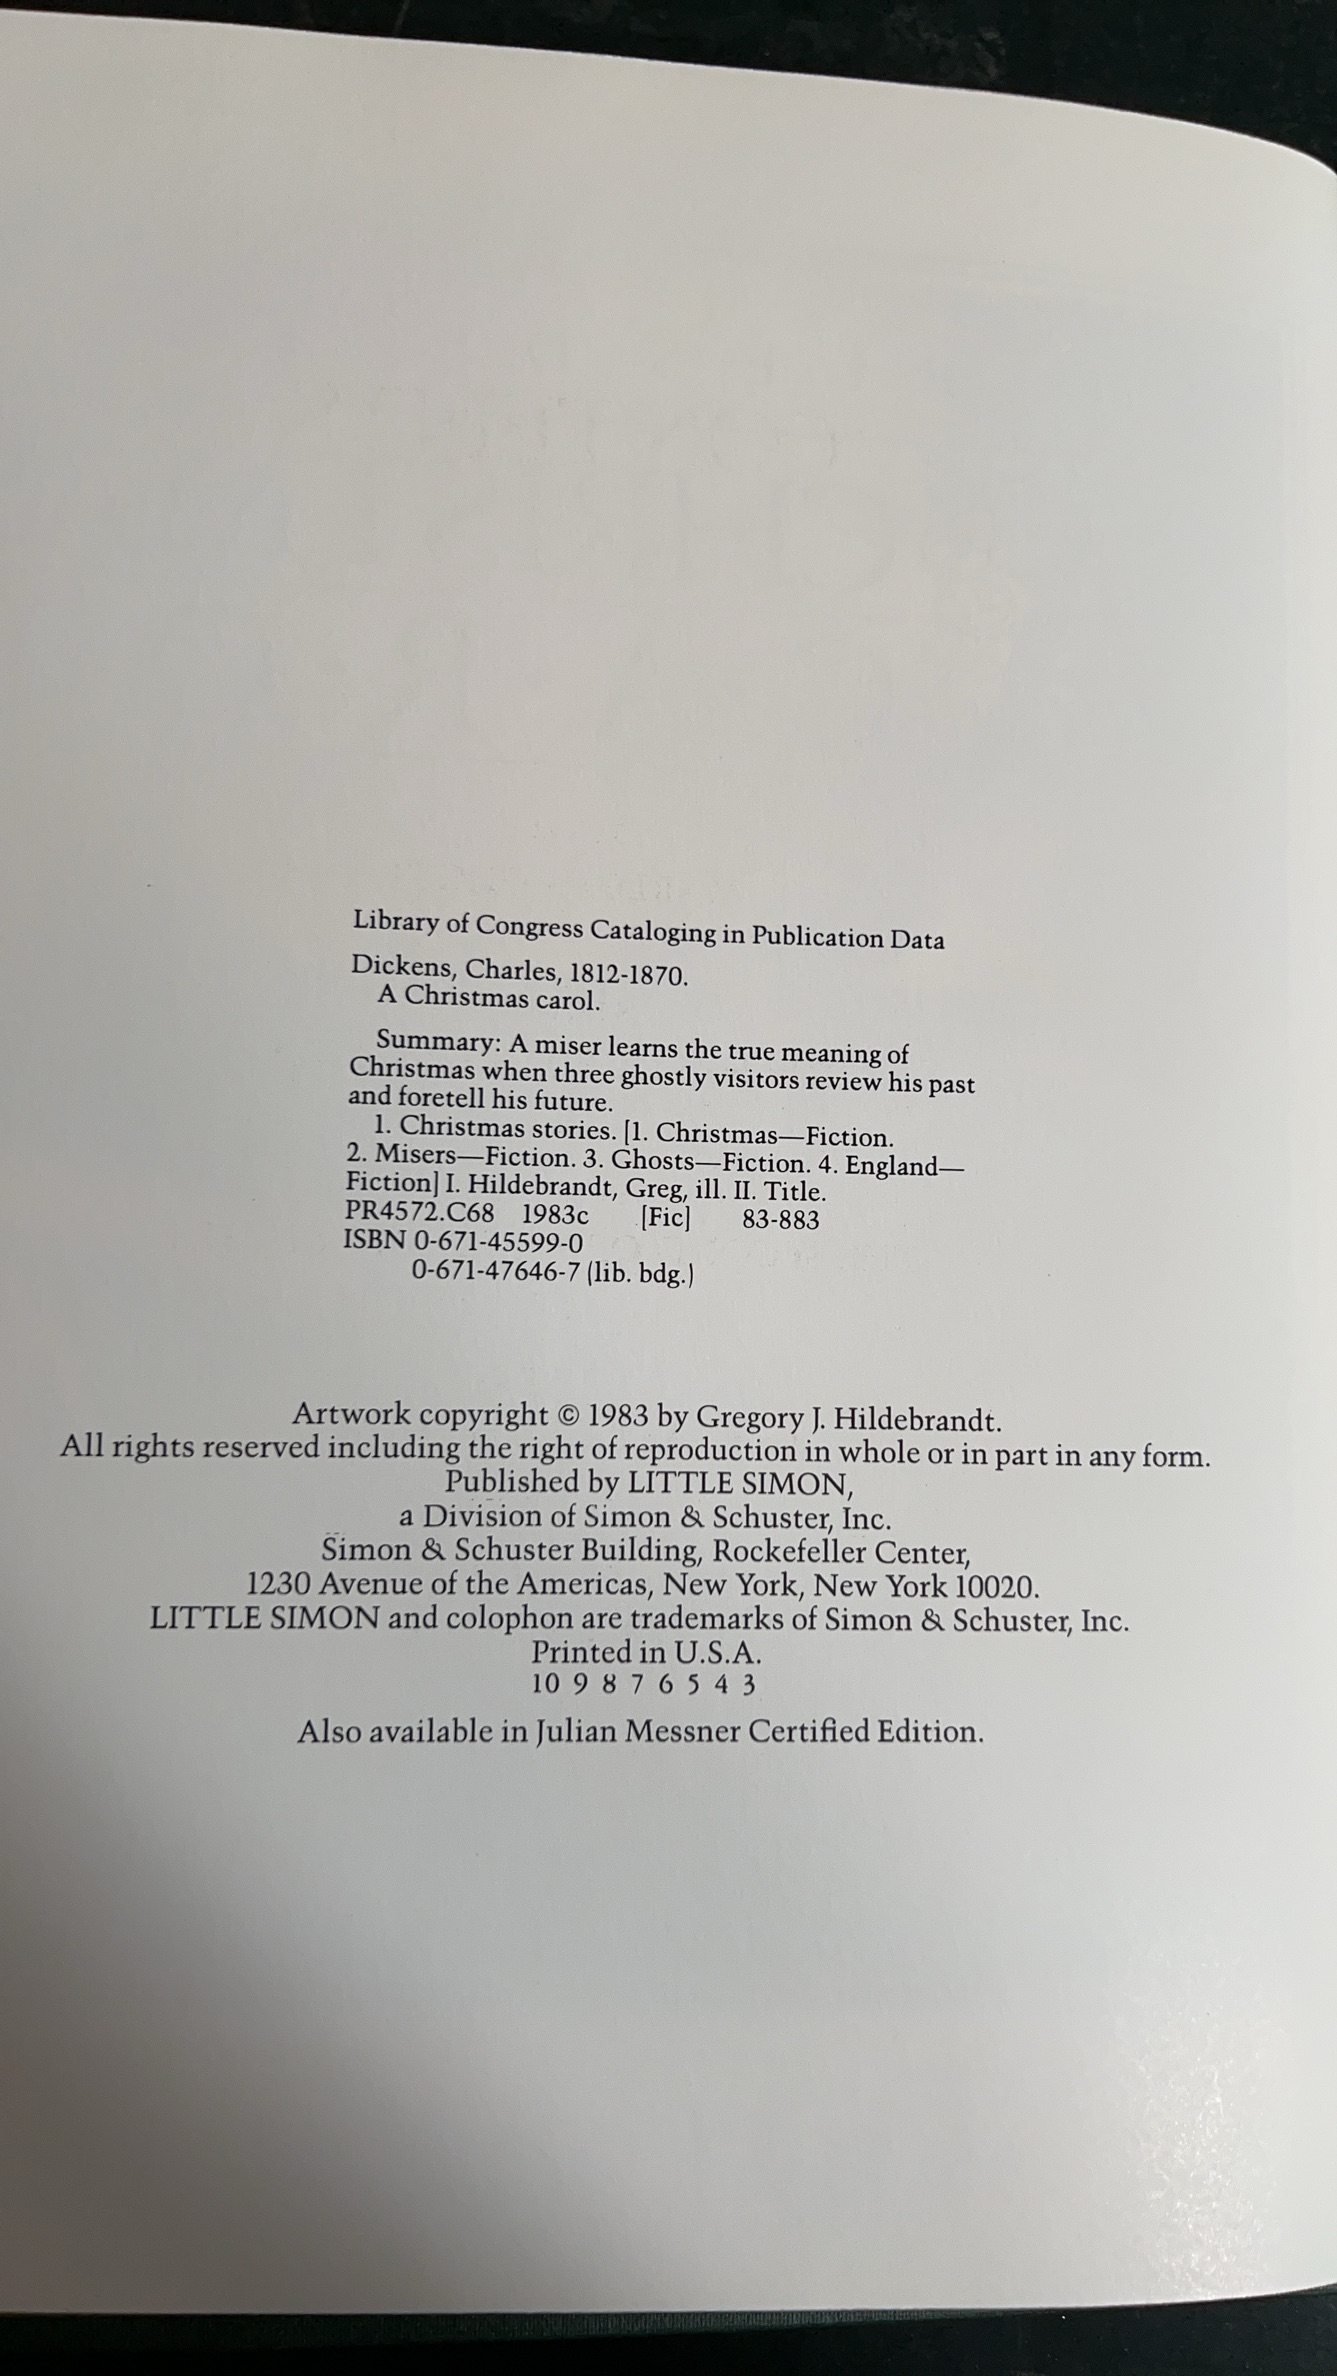 Library of Congress Cataloging in Publication Data
Dickens, Charles, 1812-1870.
A Christmas carol.
Summary: A miser learns the true meaning of
Christmas when three ghostly visitors review his past
and foretell his future.
1. Christmas stories. [1. Christmas—Fiction.
2. Misers—Fiction. 3. Ghosts—Fiction. 4. England—
Fiction] I. Hildebrandt, Greg, ill. II. Title.
PR4572.C68 1983c [Fic] 83-883
ISBN 0-671-45599-0
0-671-47646-7 (lib. bdg.)
Artwork copyright © 1983 by Gregory J. Hildebrandt.
All rights reserved including the right of reproduction in whole or in part in any form.
Published by LITTLE SIMON,
a Division of Simon & Schuster, Inc.
Simon & Schuster Building, Rockefeller Center,
1230 Avenue of the Americas, New York, New York 10020.
LITTLE SIMON and colophon are trademarks of Simon & Schuster, Inc.
Printed in U.S.A.
10 9 8 7 6 5 4 3
Also available in Julian Messner Certified Edition.